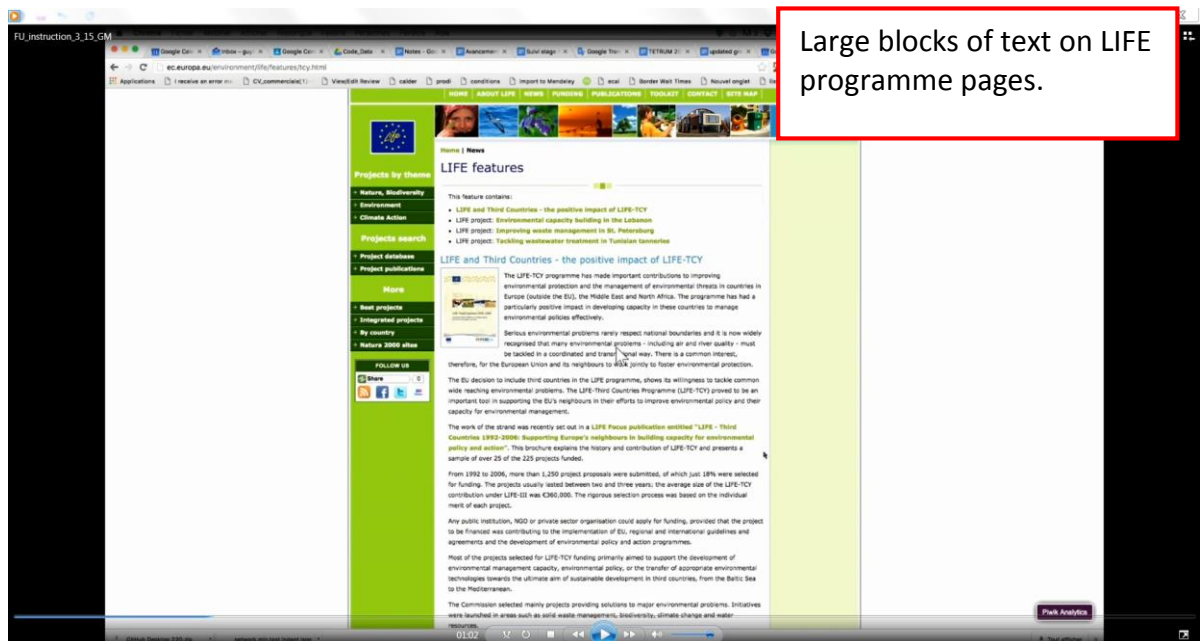 FU_instruction_3_15_GM
Large blocks of text on LIFE
programme pages.
ec.europa.eu/environment/life/features/tcy.html
HOME ABOUT LIFE NEWS FUNDING PUBLICATIONS TOOLKIT CONTACT SITE MAP
Home | News
LIFE features
Projects by theme
Nature, Biodiversity
Environment
Climate Action
Projects search
Project database
Project publications
More
Best projects
Integrated projects
By country
Natura 2000 sites
FOLLOW US
Share 0
This feature contains:
• LIFE and Third Countries - the positive impact of LIFE-TCY
• LIFE project: Environmental capacity building in the Lebanon
• LIFE project: Improving waste management in St. Petersburg
• LIFE project: Tackling wastewater treatment in Tunisian tanneries
LIFE and Third Countries - the positive impact of LIFE-TCY
The LIFE-TCY programme has made important contributions to improving
environmental protection and the management of environmental threats in countries in
Europe (outside the EU), the Middle East and North Africa. The programme has had a
particularly positive impact in developing capacity in these countries to manage
environmental policies effectively.
Serious environmental problems rarely respect national boundaries and it is now widely
recognised that many environmental problems - including air and river quality - must
be tackled in a coordinated and way. There is a common interest,
therefore, for the European Union and its neighbours to work jointly to foster environmental protection.
The EU decision to include third countries in the LIFE programme, shows its willingness to tackle common
wide reaching environmental problems. The LIFE-Third Countries Programme (LIFE-TCY) proved to be an
important tool in supporting the EU's neighbours in their efforts to improve environmental policy and their
capacity for environmental management.
The work of the strand was recently set out in a LIFE Focus publication entitled "LIFE - Third
Countries 1992-2006: Supporting Europe's neighbours in building capacity for environmental
policy and action". This brochure explains the history and contribution of LIFE-TCY and presents a
sample of over 25 of the 225 projects funded.
From 1992 to 2006, more than 1,250 project proposals were submitted, of which just 18% were selected
for funding. The projects usually lasted between two and three years; the average size of the LIFE-TCY
contribution under LIFE-III was €360,000. The rigorous selection process was based on the individual
merit of each project.
Any public institution, NGO or private sector organisation could apply for funding, provided that the project
to be financed was contributing to the implementation of EU, regional and international guidelines and
agreements and the development of environmental policy and action programmes.
Most of the projects selected for LIFE-TCY funding primarily aimed to support the development of
environmental management capacity, environmental policy, or the transfer of appropriate environmental
technologies towards the ultimate aim of sustainable development in third countries, from the Baltic Sea
to the Mediterranean.
The Commission selected mainly projects providing solutions to major environmental problems. Initiatives
were launched in areas such as solid waste management, biodiversity, climate change and water
resources.
Piwik Analytics
01:02